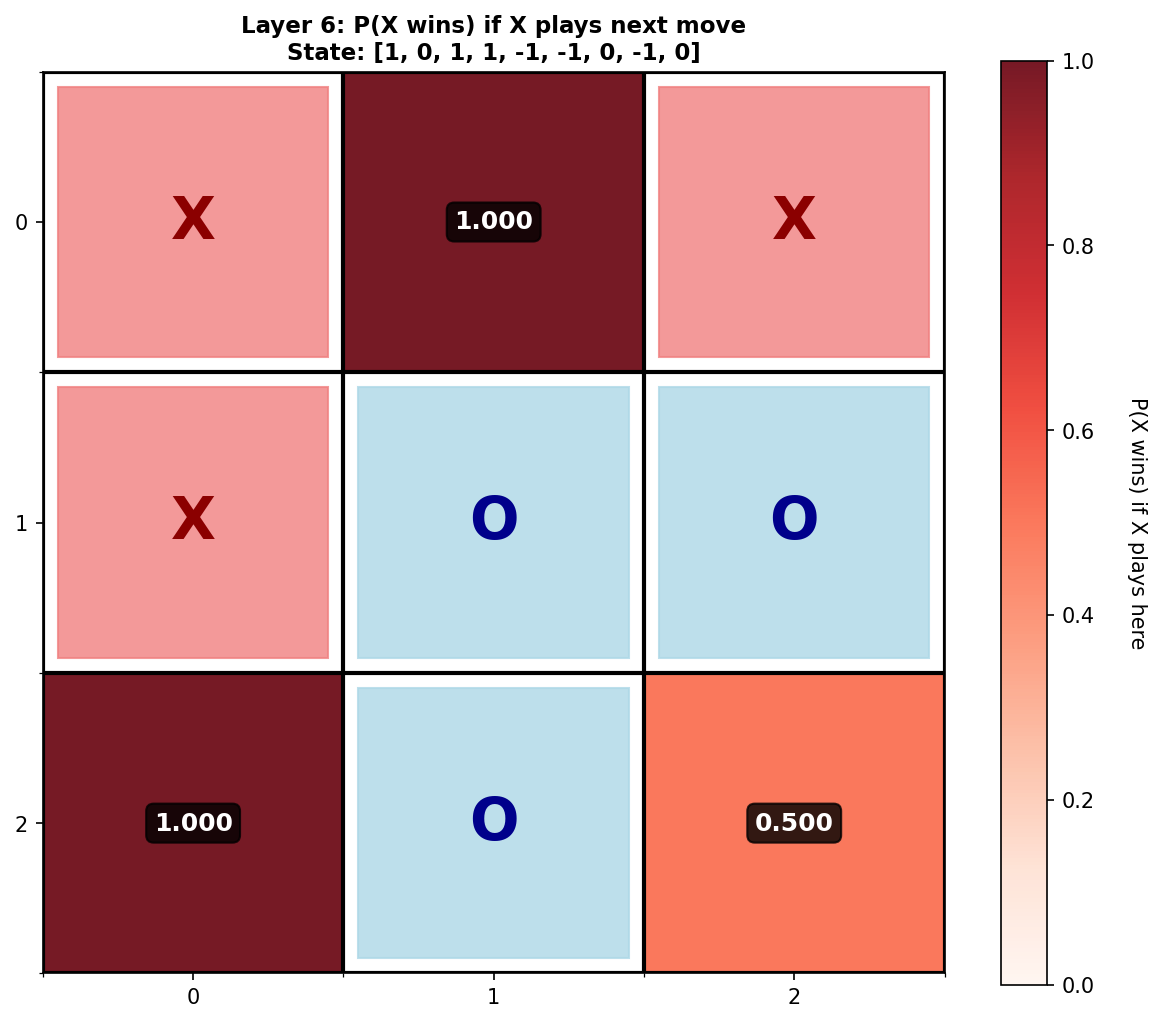 Layer 6: P(X wins) if X plays next move
State: [1, 0, 1, 1, -1, -1, 0, -1, 0]
0
X
1.000
X
1
X
O
O
2
1.000
O
0.500
0
1
2
1.0
0.8
0.6
0.4
0.2
0.0
P(X wins) if X plays here